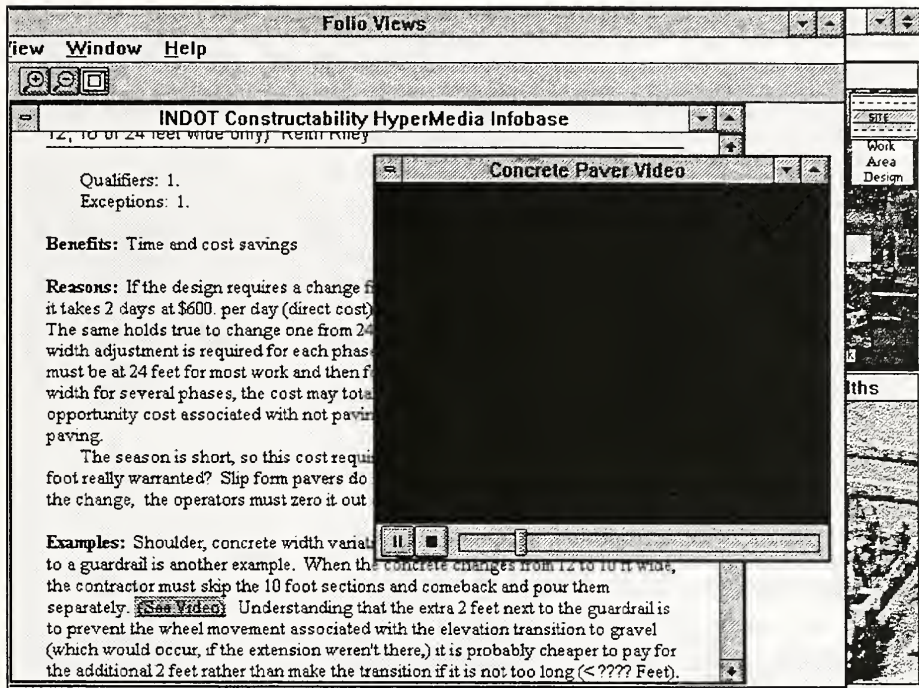 Folio Views
View Window Help
INDOT Constructability HyperMedia Infobase
12, 16 or 24 feet wide only) Keith Riley
Qualifiers: 1.
Exceptions: 1.
Benefits: Time and cost savings
Reasons: If the design requires a change f
it takes 2 days at $600. per day (direct cost)
The same holds true to change one from 24
width adjustment is required for each phas
must be at 24 feet for most work and then f
width for several phases, the cost may tota
opportunity cost associated with not pavin
paving.
The season is short, so this cost requi
foot really warranted? Slip form pavers do
the change, the operators must zero it out
Examples: Shoulder, concrete width variat
to a guardrail is another example. When the concrete changes from 12 to 10 ft wide,
the contractor must skip the 10 foot sections and comeback and pour them
separately. (See Video) Understanding that the extra 2 feet next to the guardrail is
to prevent the wheel movement associated with the elevation transition to gravel
(which would occur, if the extension weren't there,) it is probably cheaper to pay for
the additional 2 feet rather than make the transition if it is not too long (< ???? Feet).
Concrete Paver Video
SITE
Work
Area
Design
k
lths